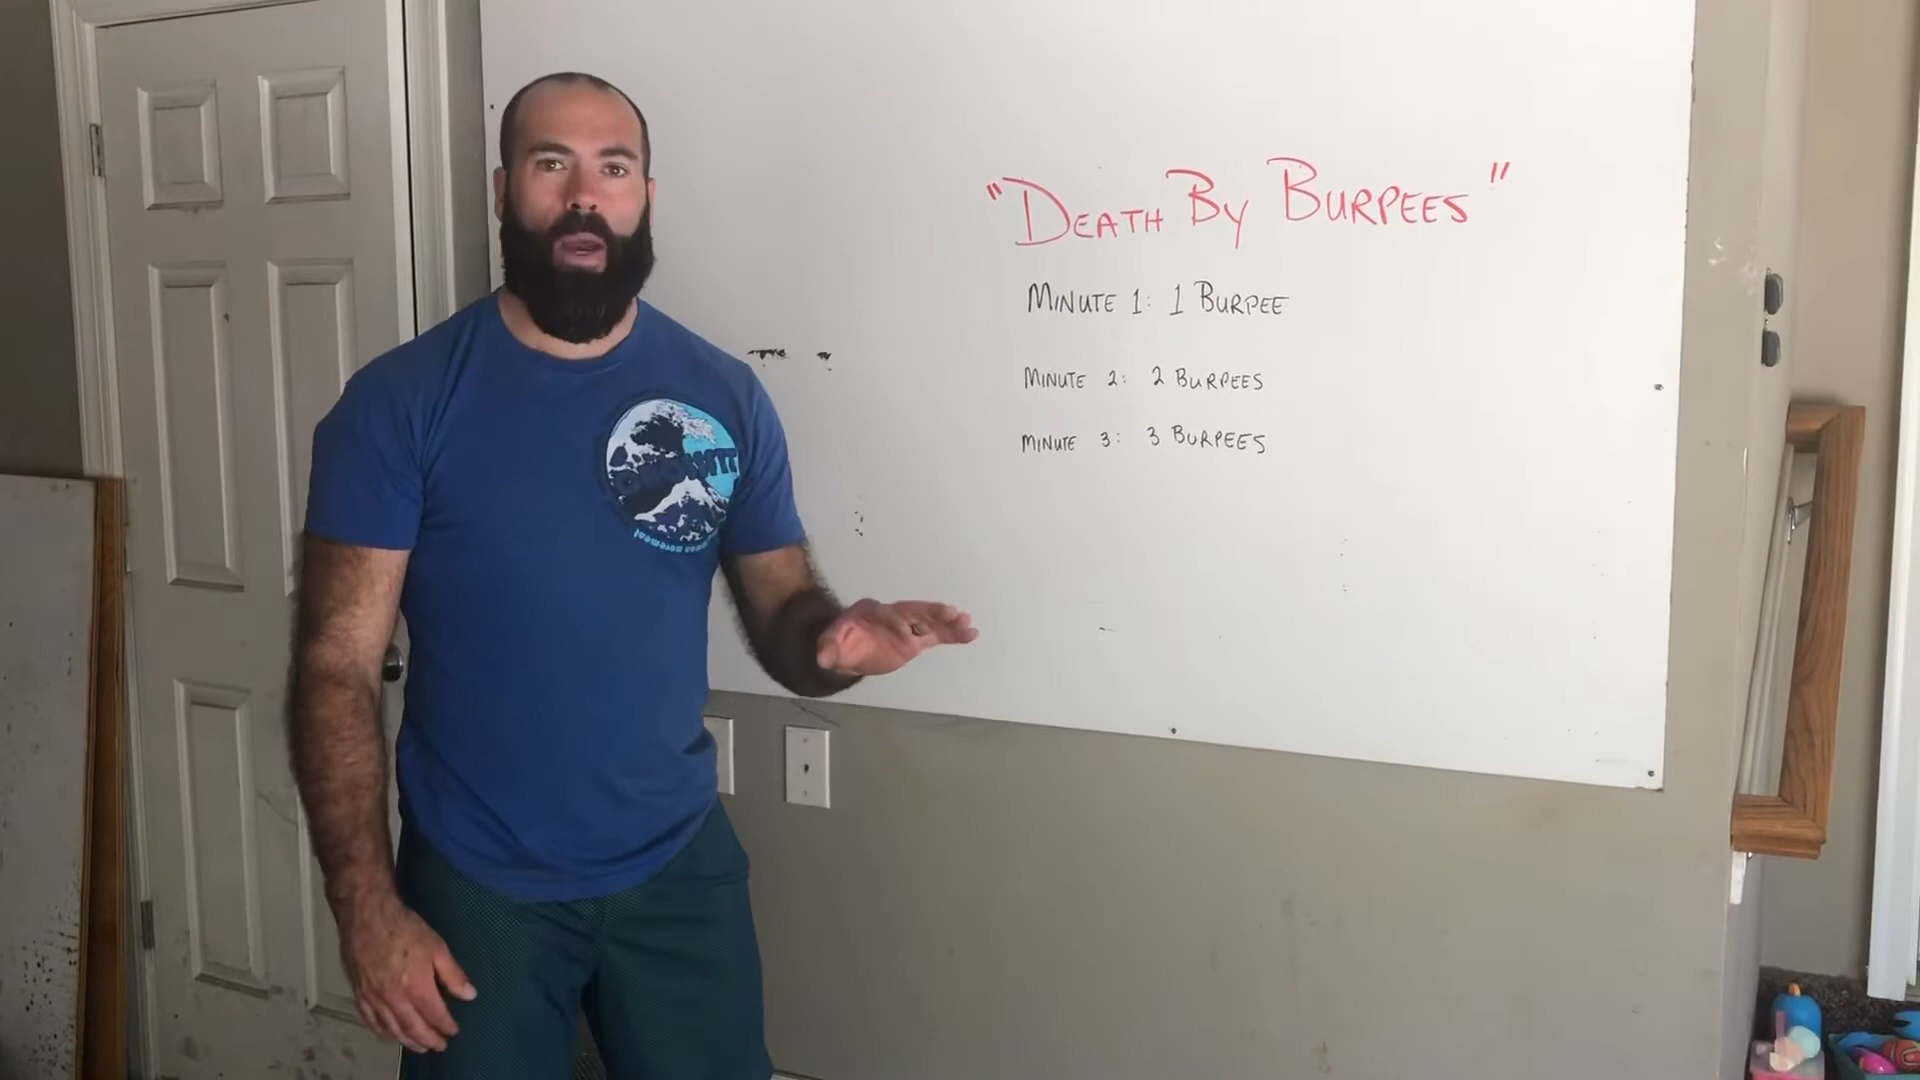 "DEATH BY BURPEES"
MINUTE 1: 1 BURPEE
MINUTE 2: 2 BURPEES
MINUTE 3: 3 BURPEES